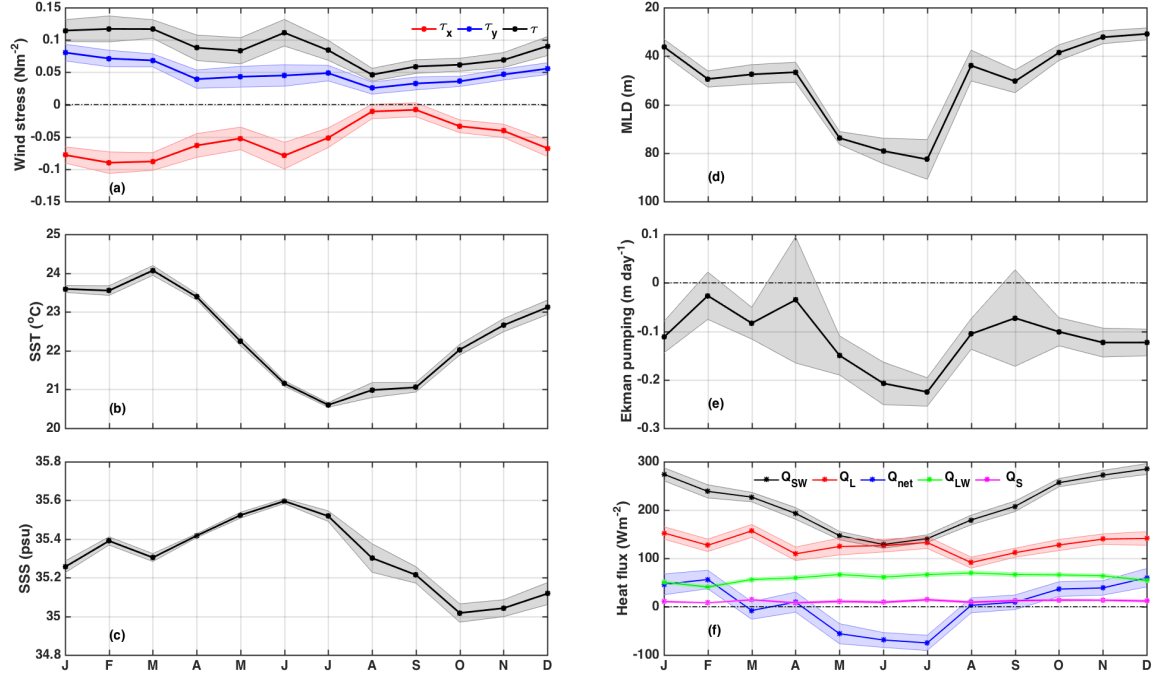 Wind stress (Nm-2)
0.15
0.1
0.05
0
-0.05
-0.1
-0.15
τx τy τ
(a)
SST (oC)
25
24
23
22
21
20
(b)
SSS (psu)
35.8
35.6
35.4
35.2
35
34.8
(c)
J F M A M J J A S O N D
MLD (m)
20
40
60
80
100
(d)
Ekman pumping (m day-1)
0.1
0
-0.1
-0.2
-0.3
(e)
Heat flux (Wm-2)
300
200
100
0
-100
QSW QL Qnet QLW QS
(f)
J F M A M J J A S O N D